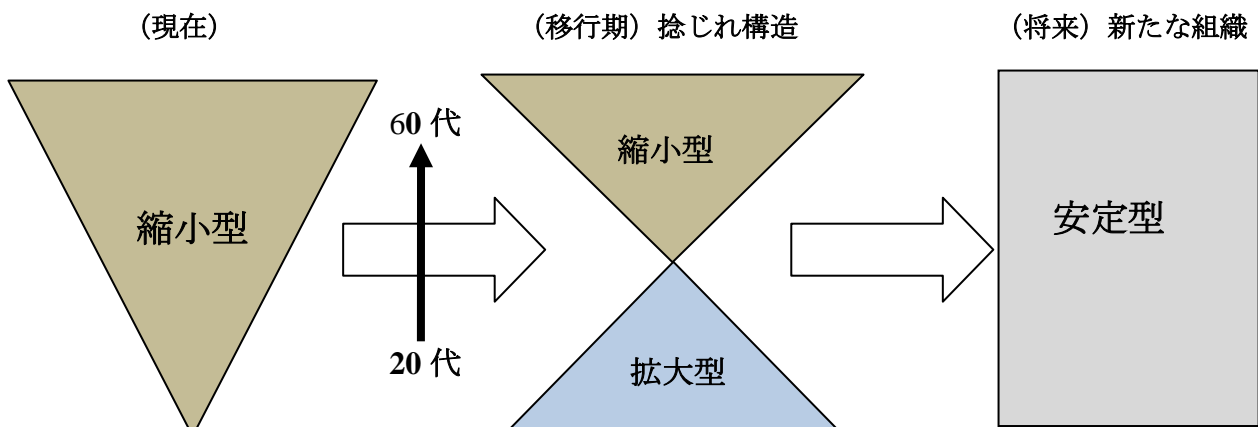 （現在）
（移行期）捻じれ構造
（将来）新たな組織
60 代
縮小型
縮小型
安定型
20 代
拡大型